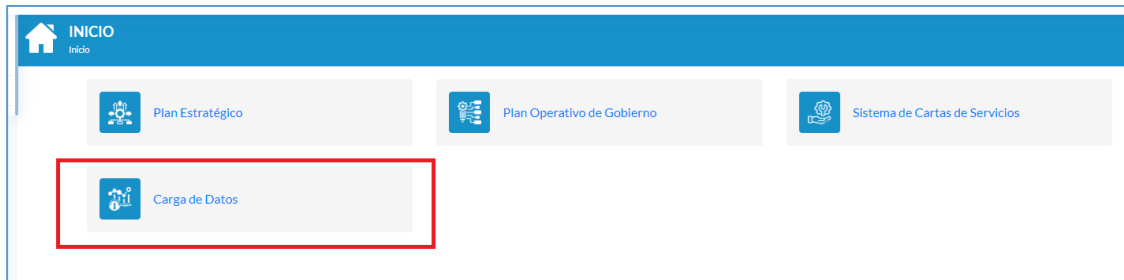 INICIO
Inicio
Plan Estratégico
Plan Operativo de Gobierno
Sistema de Cartas de Servicios
Carga de Datos